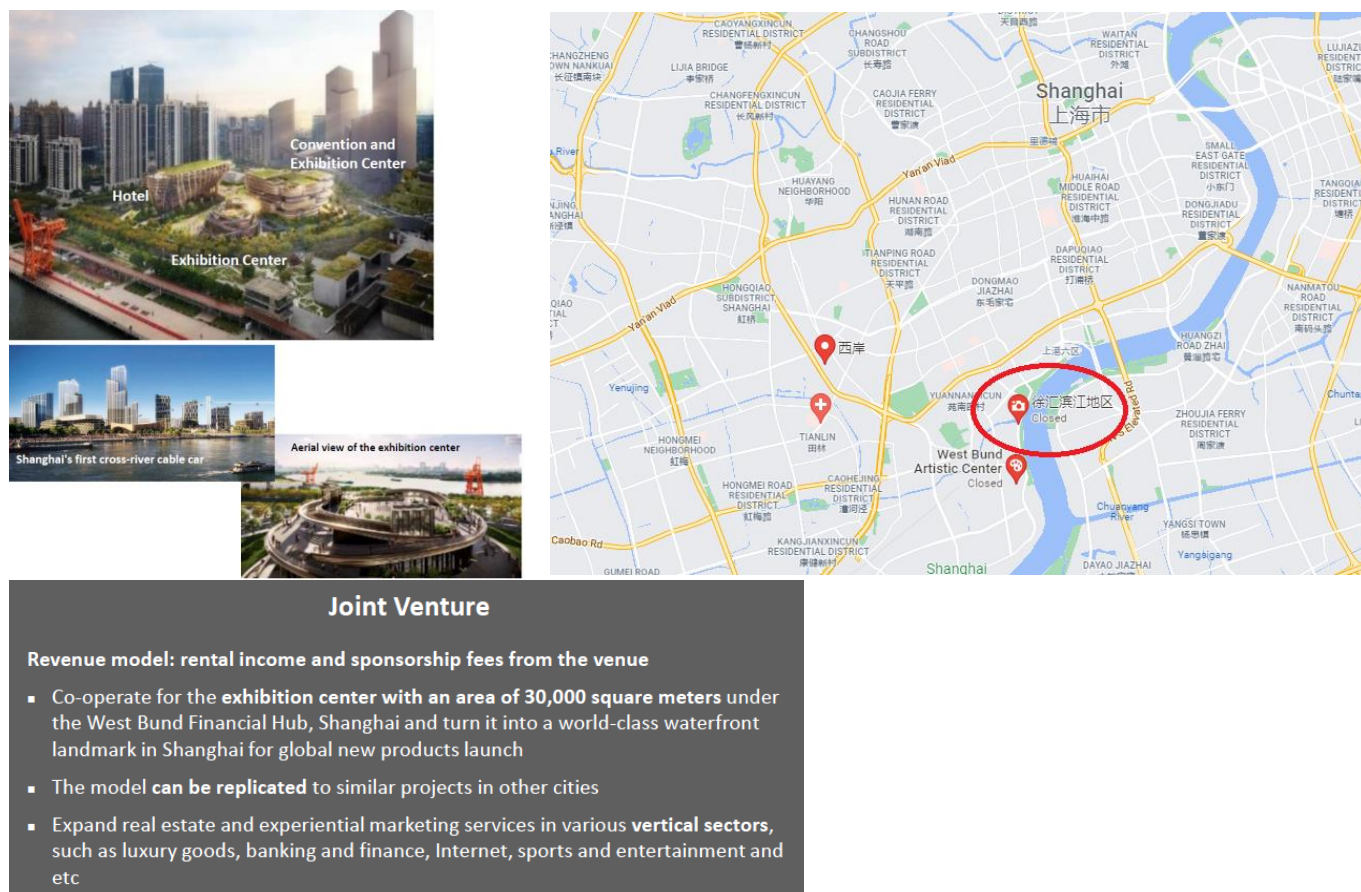 Convention and
Exhibition Center
Hotel
Exhibition Center
Shanghai's first cross-river cable car
Aerial view of the exhibition center
CAOYANGXINCUN
RESIDENTIAL DISTRICT
曹杨新村
CHANGSHOU
ROAD
SUBDISTRICT
长寿路
天目西路
WAITAN
RESIDENTIAL
DISTRICT
外滩
CHANGZHENG
TOWN NANKUAI
长征镇南块
LIJIA BRIDGE
李家桥
CHANGFENGXINCUN
RESIDENTIAL DISTRICT
长风新村
CAOJIA FERRY
RESIDENTIAL
DISTRICT
曹家渡
Shanghai
上海市
River
Yan'an Viad
SMALL
EAST GATE
RESIDENTIAL
DISTRICT
小东门
HUAYANG
NEIGHBORHOOD
华阳
HUNAN ROAD
RESIDENTIAL
DISTRICT
湖南路
HUAIHAI
MIDDLE ROAD
RESIDENTIAL
DISTRICT
淮海中路
DONGJIADU
RESIDENTIAL
DISTRICT
董家渡
TIANPING ROAD
RESIDENTIAL
DISTRICT
天平路
DAPUQIAO
RESIDENTIAL
DISTRICT
打浦桥
DONGMAO
JIAZHAI
东毛家宅
HONGQIAO
SUBDISTRICT,
SHANGHAI
虹桥
NANMATOU
ROAD
RESIDENTIAL
DISTRICT
南码头路
Yan'an Viad
HUANGZI
ROAD ZHAI
西岸
Yenujing
徐汇滨江地区
Closed
ZHOUJIA FERRY
RESIDENTIAL
DISTRICT
周家渡
TIANLIN
田林
HONGMEI
NEIGHBORHOOD
虹梅
West Bund
Artistic Center
Closed
HONGMEI ROAD
RESIDENTIAL
DISTRICT
虹梅路
CAOHEJING
RESIDENTIAL
DISTRICT
漕河泾
Chuanyang
River
YANGSI TOWN
杨思镇
Yangsigang
Caobao Rd
KANGJIANXINCUN
RESIDENTIAL DISTRICT
康健新村
GUMEI ROAD
Shanghai
DAYAO JIAZHAI
Joint Venture
Revenue model: rental income and sponsorship fees from the venue
▪ Co-operate for the exhibition center with an area of 30,000 square meters under
the West Bund Financial Hub, Shanghai and turn it into a world-class waterfront
landmark in Shanghai for global new products launch
▪ The model can be replicated to similar projects in other cities
▪ Expand real estate and experiential marketing services in various vertical sectors,
such as luxury goods, banking and finance, Internet, sports and entertainment and
etc